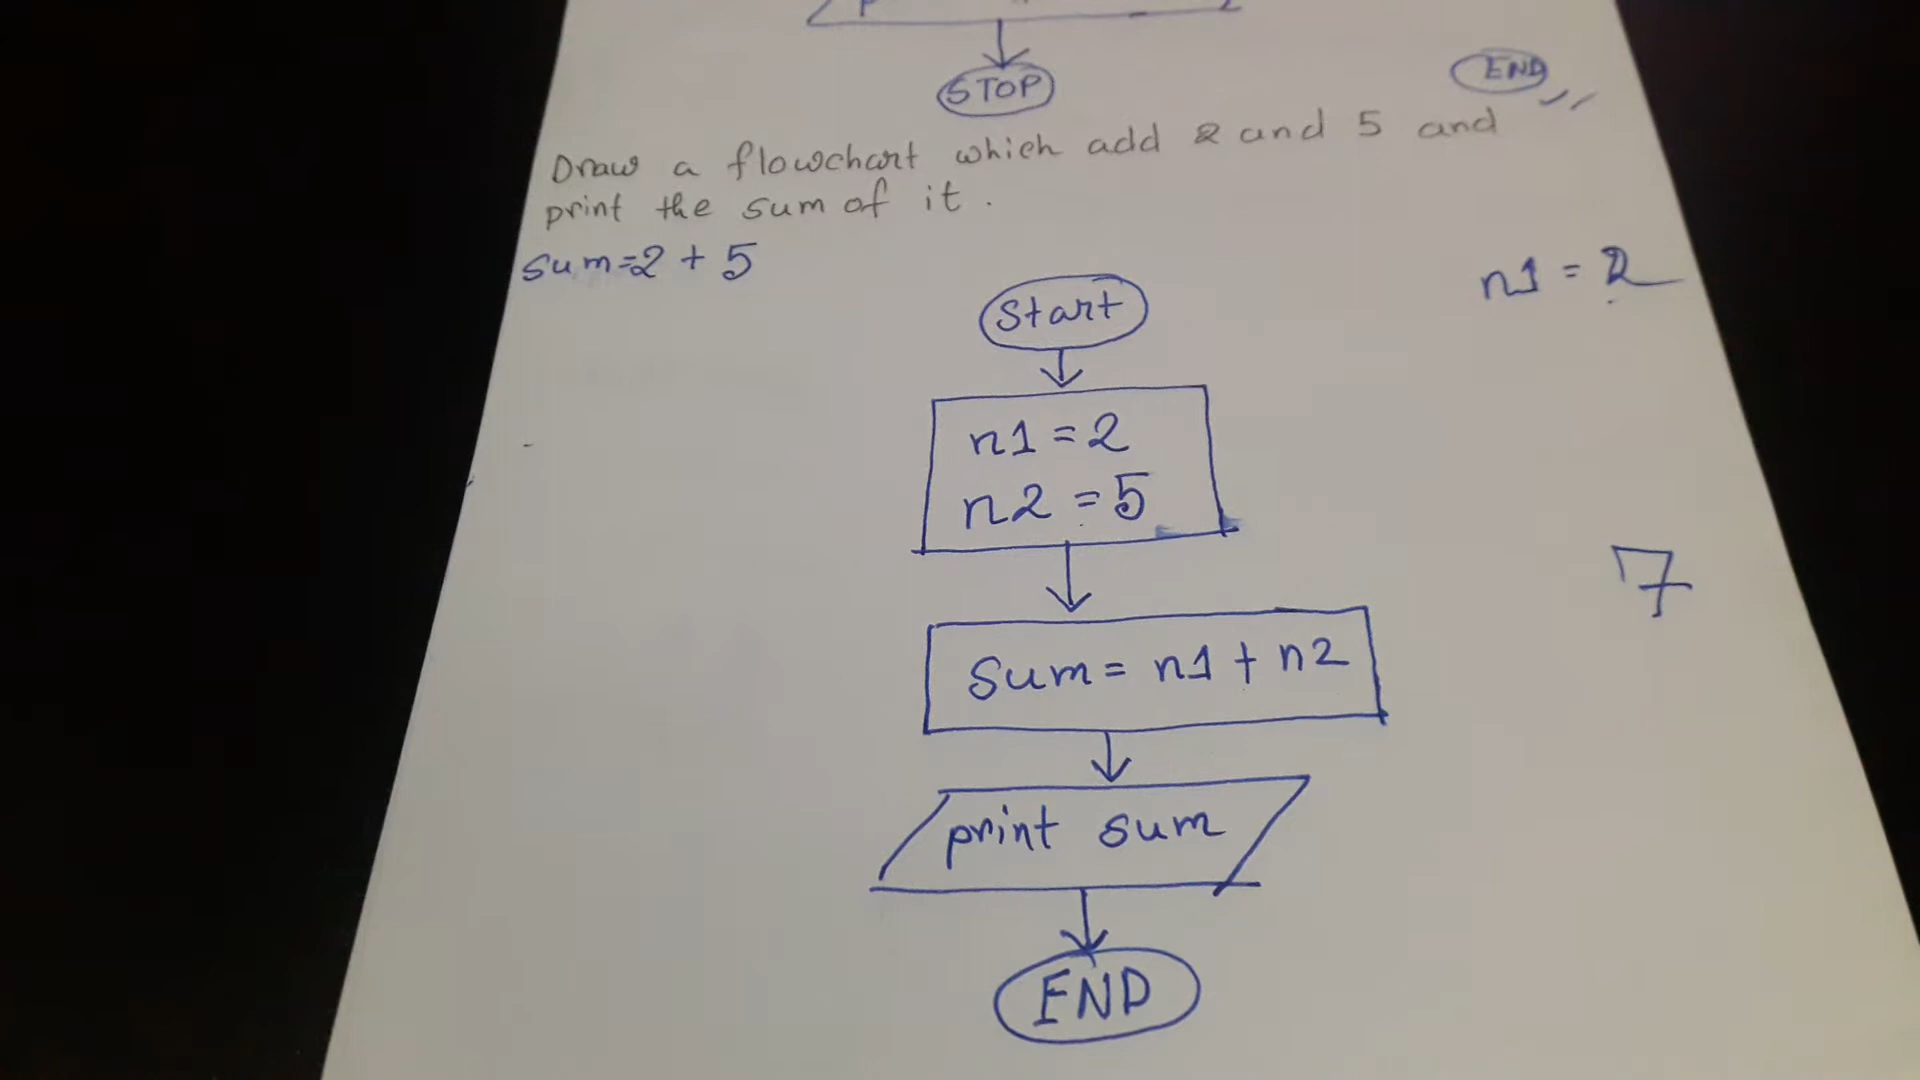 STOP
END
Draw a flowchart which add 2 and 5 and
print the sum of it.
sum=2 + 5
n1 = 2
Start
n1 = 2
n2 = 5
7
Sum = n1 + n2
print sum
END